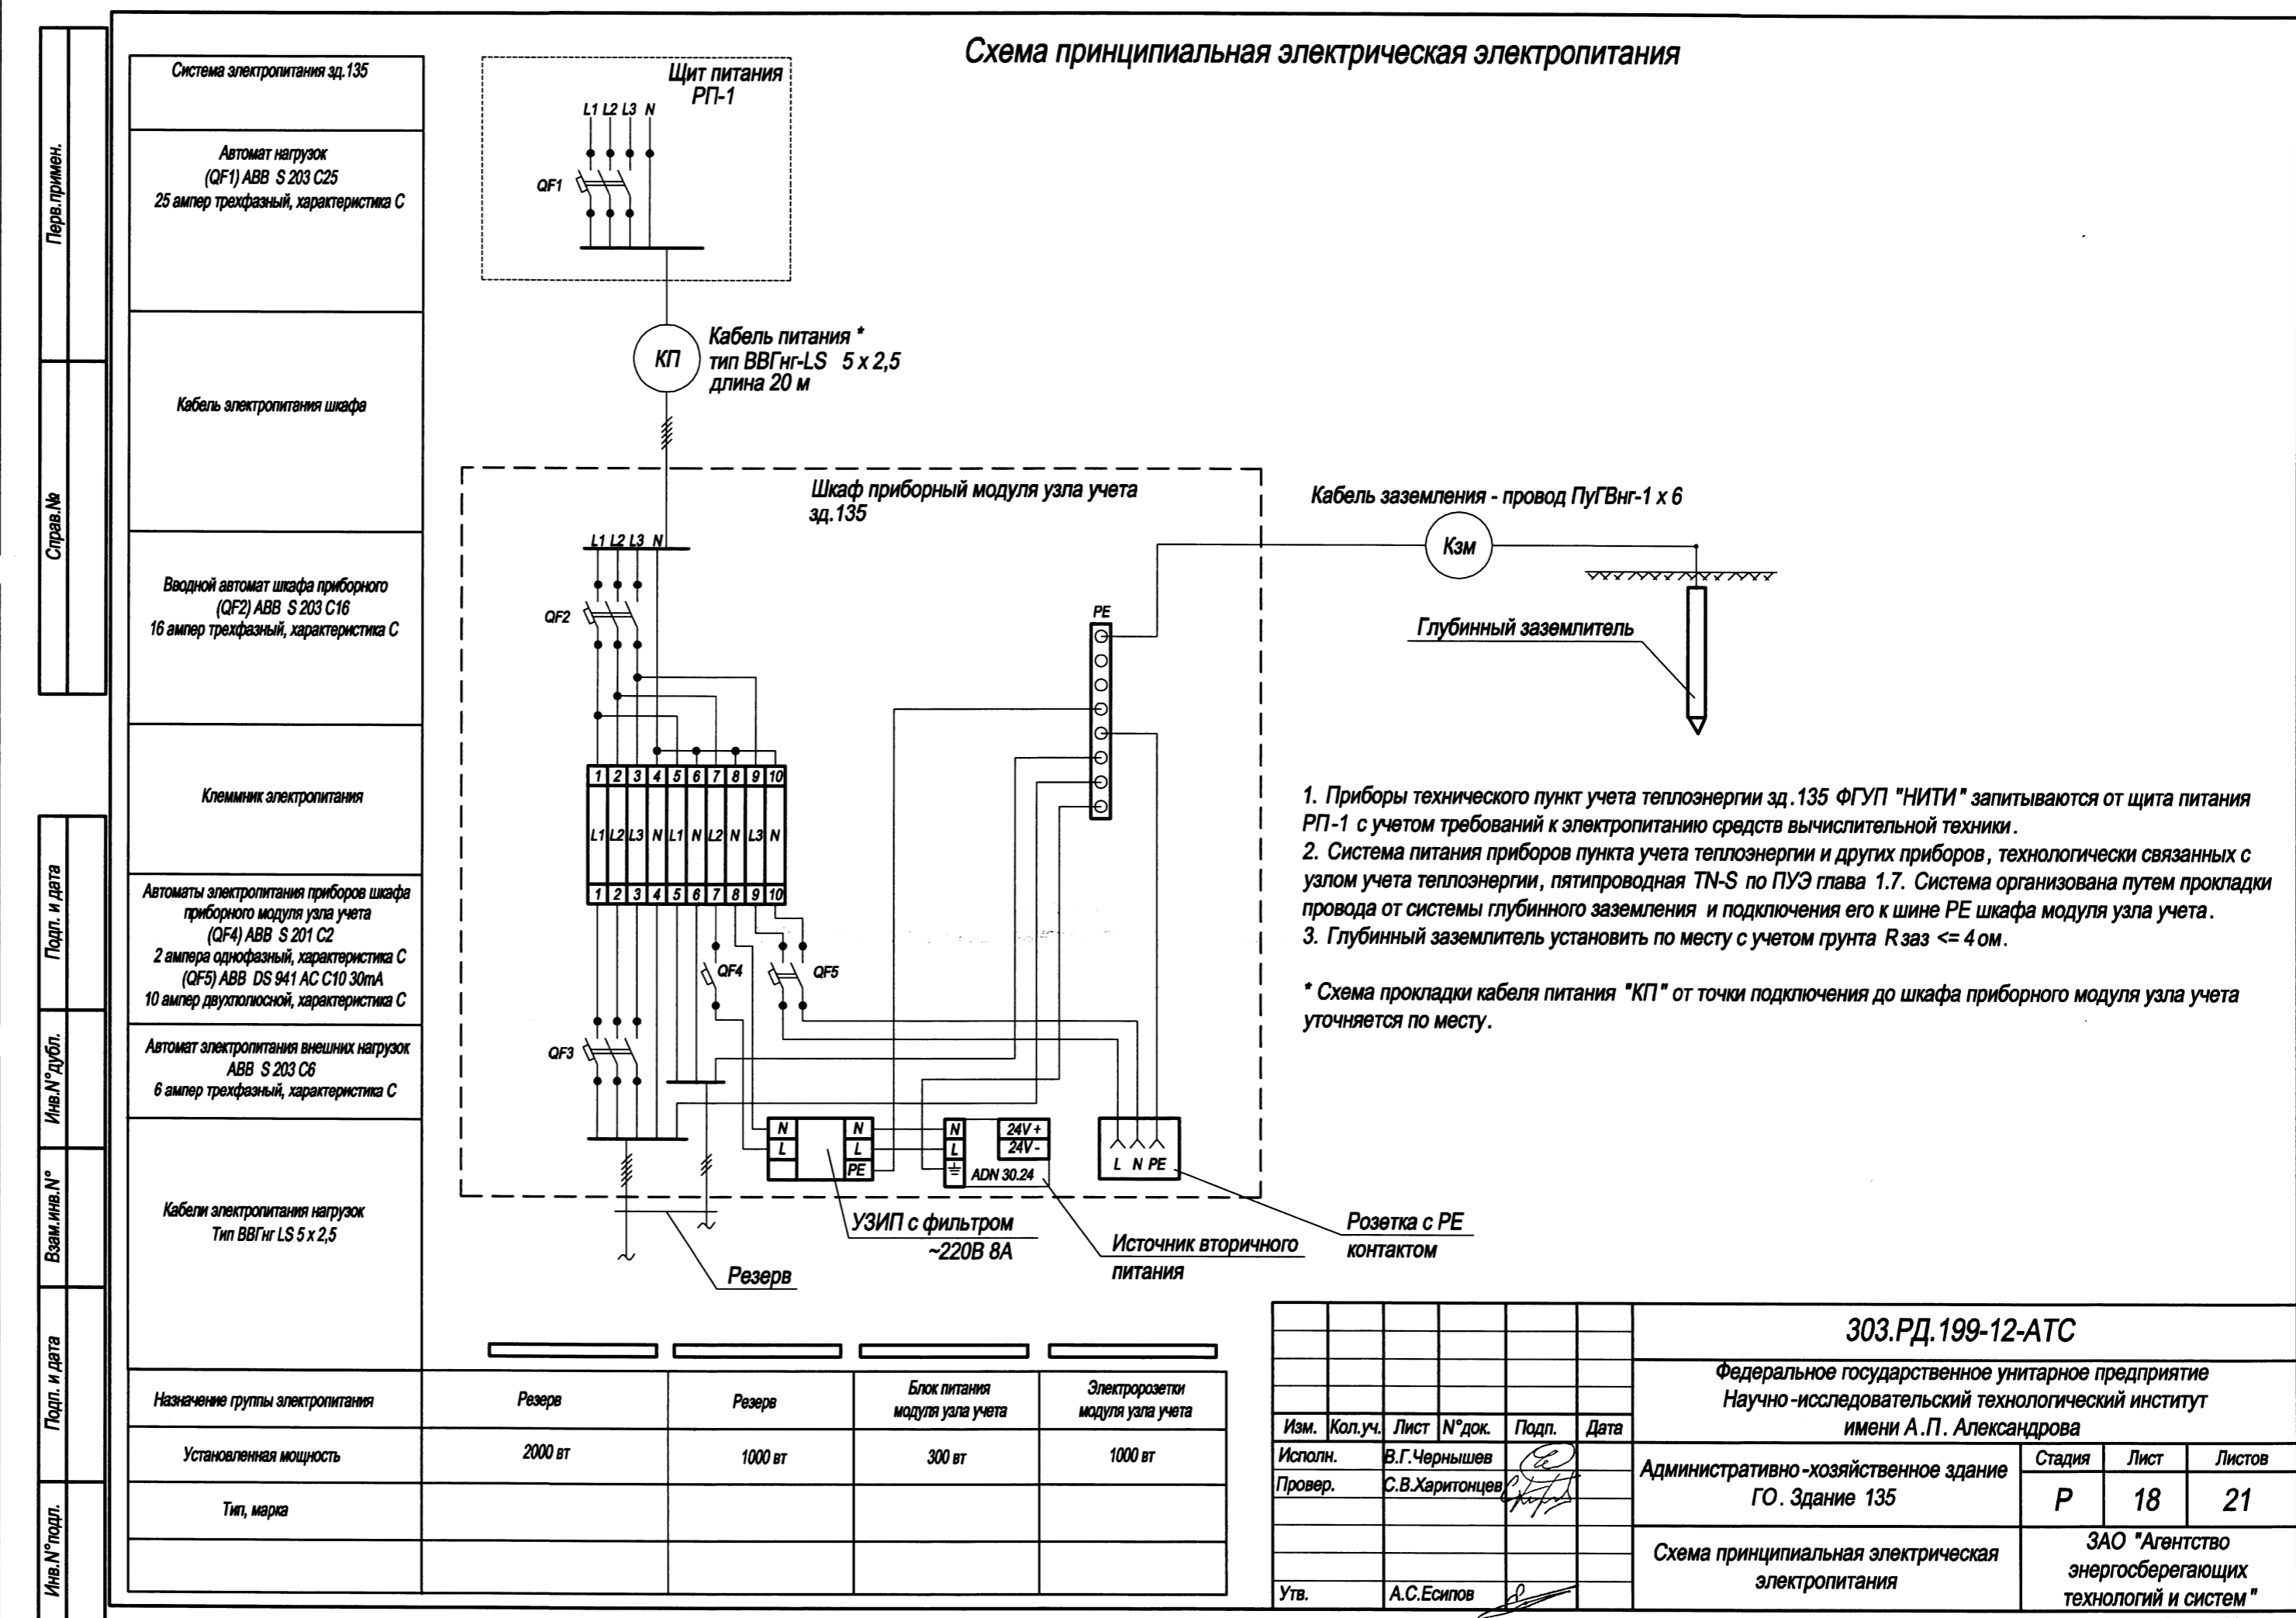 Схема принципиальная электрическая электропитания
Перв.примен.
Справ.№
Подп. и дата
Инв.N°дубл.
Взам.инв.N°
Подп. и дата
Инв.N°подл.
Система электропитания зд.135
Автомат нагрузок
(QF1) ABB S 203 C25
25 ампер трехфазный, характеристика С
Кабель электропитания шкафа
Вводной автомат шкафа приборного
(QF2) ABB S 203 C16
16 ампер трехфазный, характеристика С
Клеммник электропитания
Автоматы электропитания приборов шкафа
приборного модуля узла учета
(QF4) ABB S 201 C2
2 ампера однофазный, характеристика С
(QF5) ABB DS 941 AC C10 30mA
10 ампер двухполюсной, характеристика С
Автомат электропитания внешних нагрузок
ABB S 203 C6
6 ампер трехфазный, характеристика С
Кабели электропитания нагрузок
Тип ВВГнг LS 5 х 2,5
Щит питания
РП-1
L1 L2 L3 N
QF1
КП
Кабель питания *
тип ВВГнг-LS 5 х 2,5
длина 20 м
Шкаф приборный модуля узла учета
зд.135
L1 L2 L3 N
QF2
PE
1 2 3 4 5 6 7 8 9 10
L1 L2 L3 N L1 N L2 N L3 N
1 2 3 4 5 6 7 8 9 10
QF4
QF5
QF3
N N
L L
PE
N 24V +
L 24V -
ADN 30.24
L N PE
УЗИП с фильтром
~220В 8А
Источник вторичного
питания
Розетка с РЕ
контактом
Резерв
Кабель заземления - провод ПуГВнг-1 х 6
Кзм
Глубинный заземлитель
1. Приборы технического пункт учета теплоэнергии зд.135 ФГУП "НИТИ" запитываются от щита питания
РП-1 с учетом требований к электропитанию средств вычислительной техники.
2. Система питания приборов пункта учета теплоэнергии и других приборов, технологически связанных с
узлом учета теплоэнергии, пятипроводная TN-S по ПУЭ глава 1.7. Система организована путем прокладки
провода от системы глубинного заземления и подключения его к шине РЕ шкафа модуля узла учета.
3. Глубинный заземлитель установить по месту с учетом грунта Rзаз <= 4 ом.
* Схема прокладки кабеля питания "КП" от точки подключения до шкафа приборного модуля узла учета
уточняется по месту.
Назначение группы электропитания
Резерв
Резерв
Блок питания
модуля узла учета
Электророзетки
модуля узла учета
Установленная мощность
2000 вт
1000 вт
300 вт
1000 вт
Тип, марка
303.РД.199-12-АТС
Федеральное государственное унитарное предприятие
Научно-исследовательский технологический институт
имени А.П. Александрова
Изм. Кол.уч. Лист N°док. Подп. Дата
Исполн. В.Г.Чернышев
Провер. С.В.Харитонцев
Утв. А.С.Есипов
Административно-хозяйственное здание
ГО. Здание 135
Стадия Лист Листов
Р 18 21
Схема принципиальная электрическая
электропитания
ЗАО "Агентство
энергосберегающих
технологий и систем"